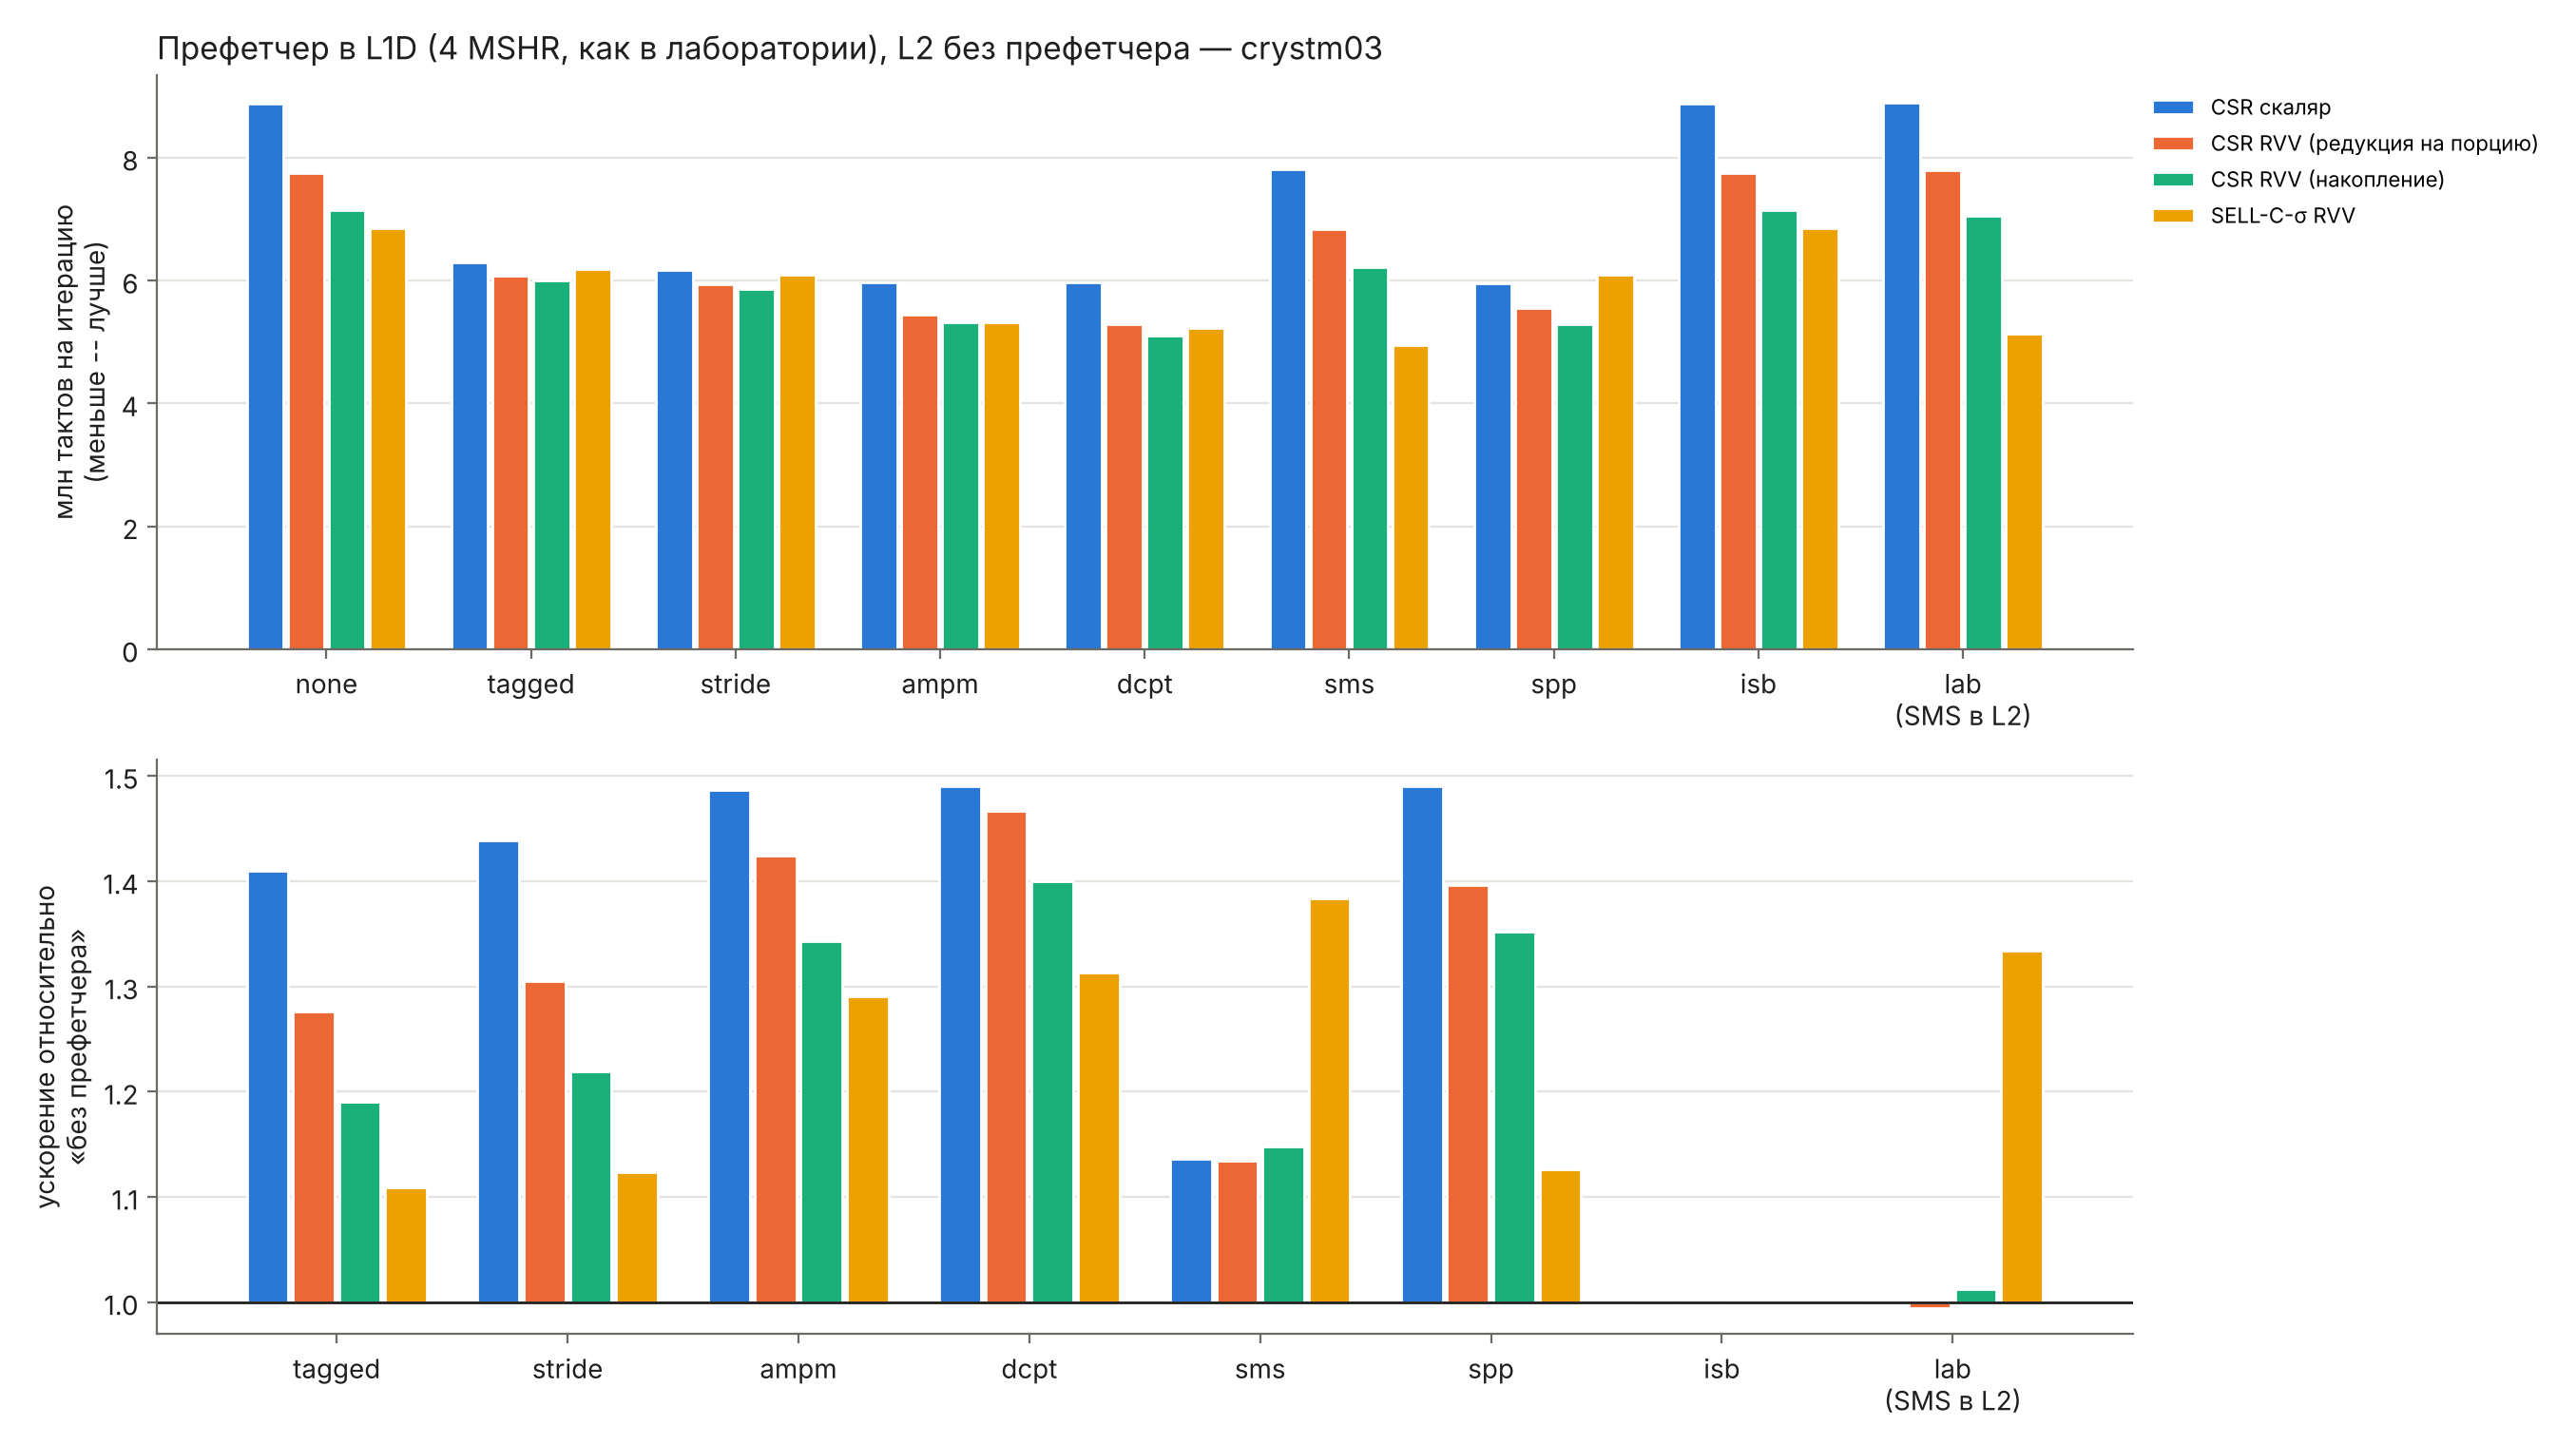 Префетчер в L1D (4 MSHR, как в лаборатории), L2 без префетчера — crystm03
CSR скаляр
CSR RVV (редукция на порцию)
CSR RVV (накопление)
SELL-C-σ RVV
млн тактов на итерацию
(меньше -- лучше)
8
6
4
2
0
none
tagged
stride
ampm
dcpt
sms
spp
isb
lab
(SMS в L2)
ускорение относительно
«без префетчера»
1.5
1.4
1.3
1.2
1.1
1.0
tagged
stride
ampm
dcpt
sms
spp
isb
lab
(SMS в L2)